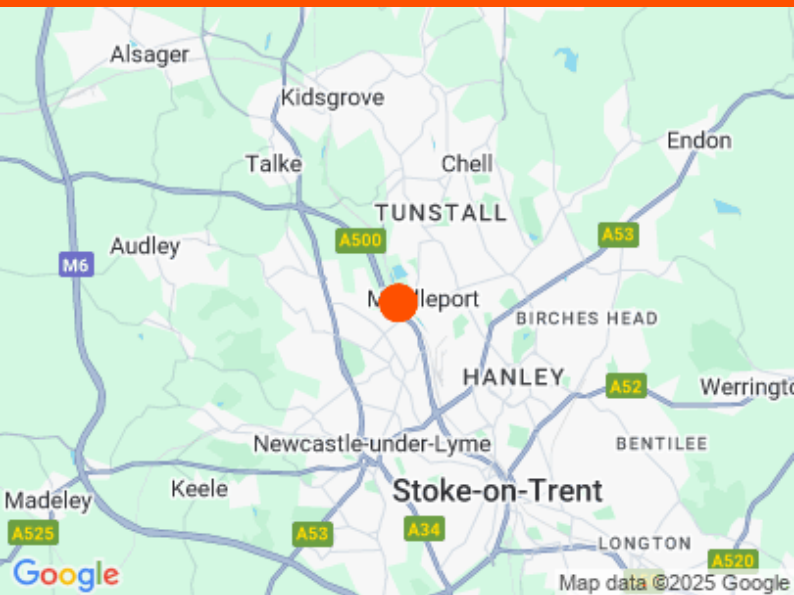 Alsager
Kidsgrove
Endon
Talke
Chell
TUNSTALL
A53
A500
Audley
M6
BIRCHES HEAD
HANLEY
A52
Newcastle-under-Lyme
BENTILEE
Keele
Stoke-on-Trent
Madeley
A525
A53
A34
LONGTON
A520
Google
Map data ©2025 Google